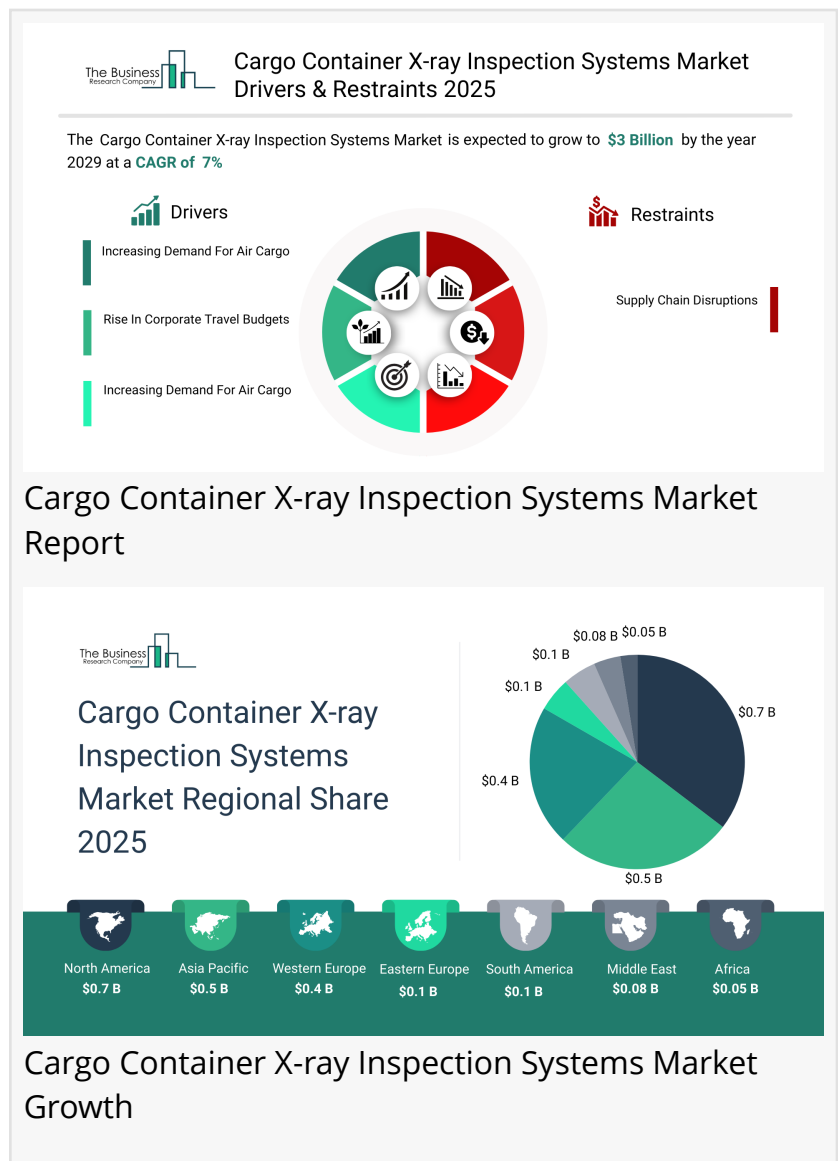 The Business
Research Company
Cargo Container X-ray Inspection Systems Market
Drivers & Restraints 2025
The Cargo Container X-ray Inspection Systems Market is expected to grow to $3 Billion by the year
2029 at a CAGR of 7%
Drivers
Increasing Demand For Air Cargo
Rise In Corporate Travel Budgets
Increasing Demand For Air Cargo
Restraints
Supply Chain Disruptions
Cargo Container X-ray Inspection Systems Market
Report
The Business
Research Company
Cargo Container X-ray
Inspection Systems
Market Regional Share
2025
$0.08 B
$0.05 B
$0.1 B
$0.1 B
$0.7 B
$0.4 B
$0.5 B
North America
$0.7 B
Asia Pacific
$0.5 B
Western Europe
$0.4 B
Eastern Europe
$0.1 B
South America
$0.1 B
Middle East
$0.08 B
Africa
$0.05 B
Cargo Container X-ray Inspection Systems Market
Growth